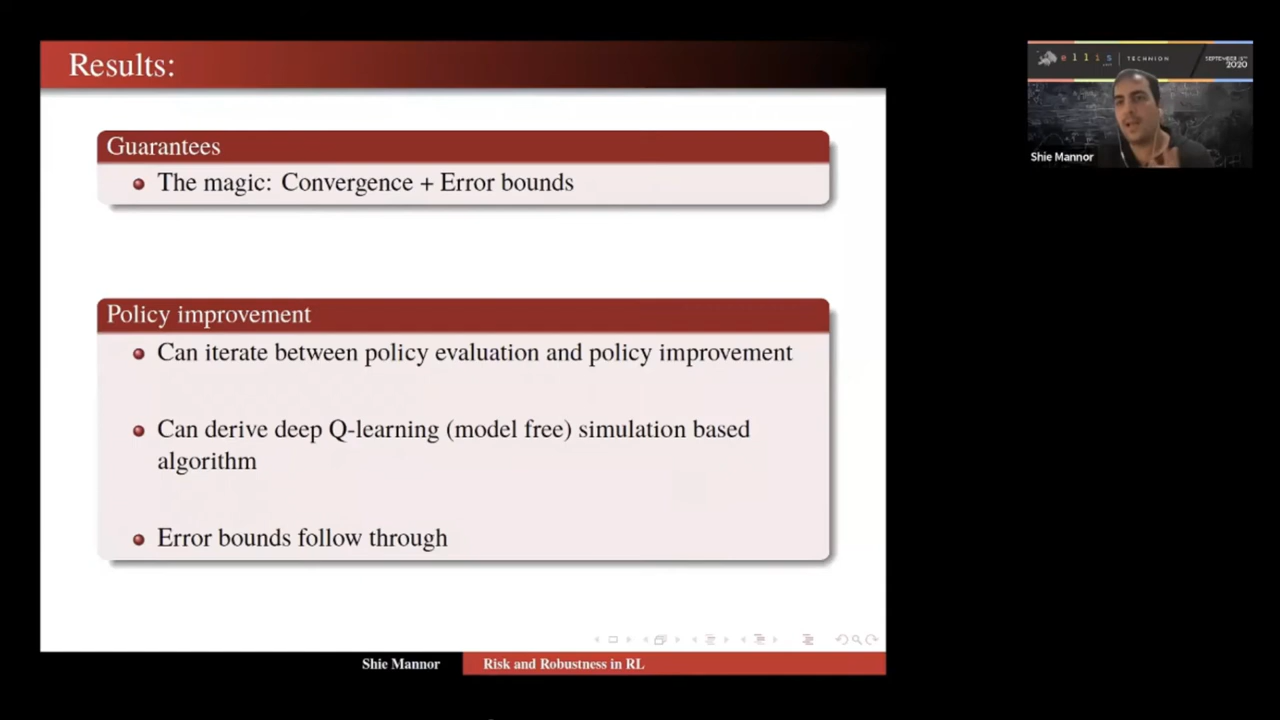 Results:
Guarantees
The magic: Convergence + Error bounds
Policy improvement
Can iterate between policy evaluation and policy improvement
Can derive deep Q-learning (model free) simulation based
algorithm
Error bounds follow through
Shie Mannor
Risk and Robustness in RL
ellis
TECHNION
2020
Shie Mannor